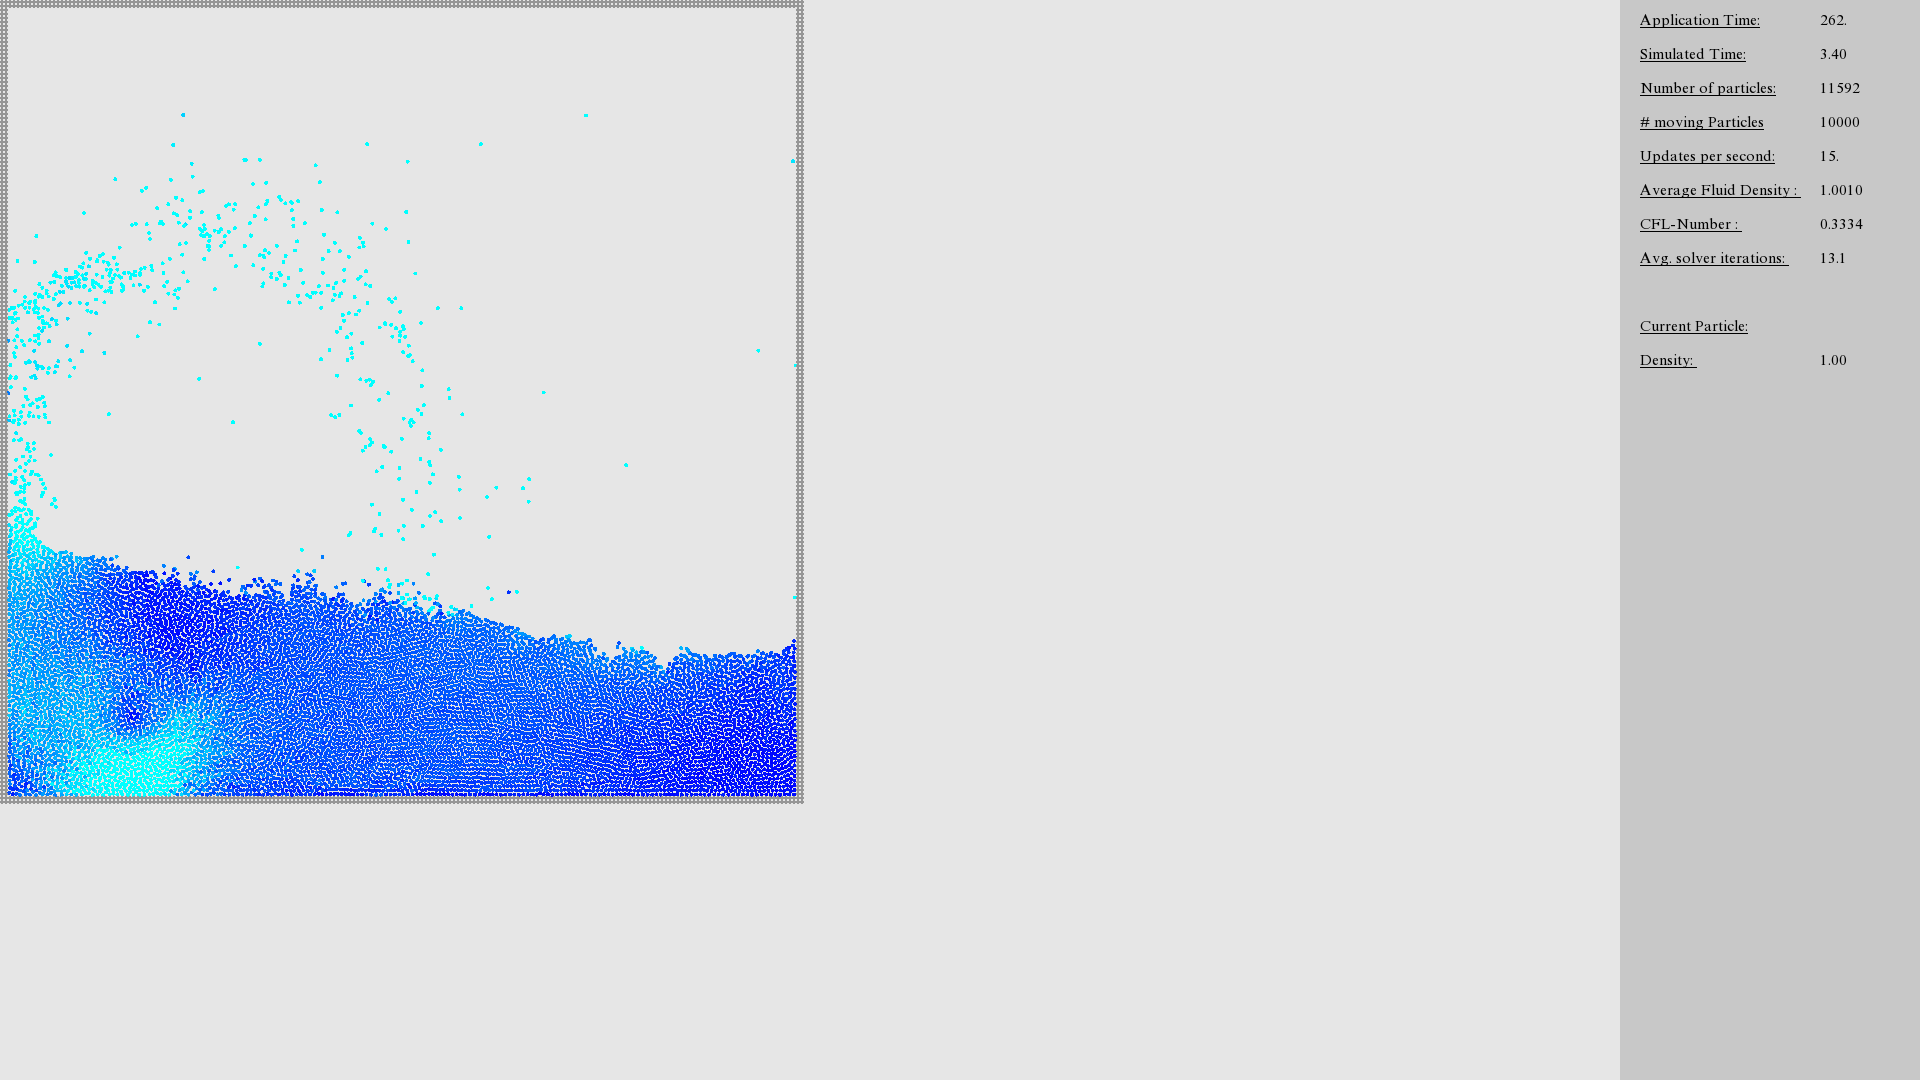 Application Time: 262.
Simulated Time: 3.40
Number of particles: 11592
# moving Particles 10000
Updates per second: 15.
Average Fluid Density : 1.0010
CFL-Number : 0.3334
Avg. solver iterations: 13.1
Current Particle:
Density: 1.00